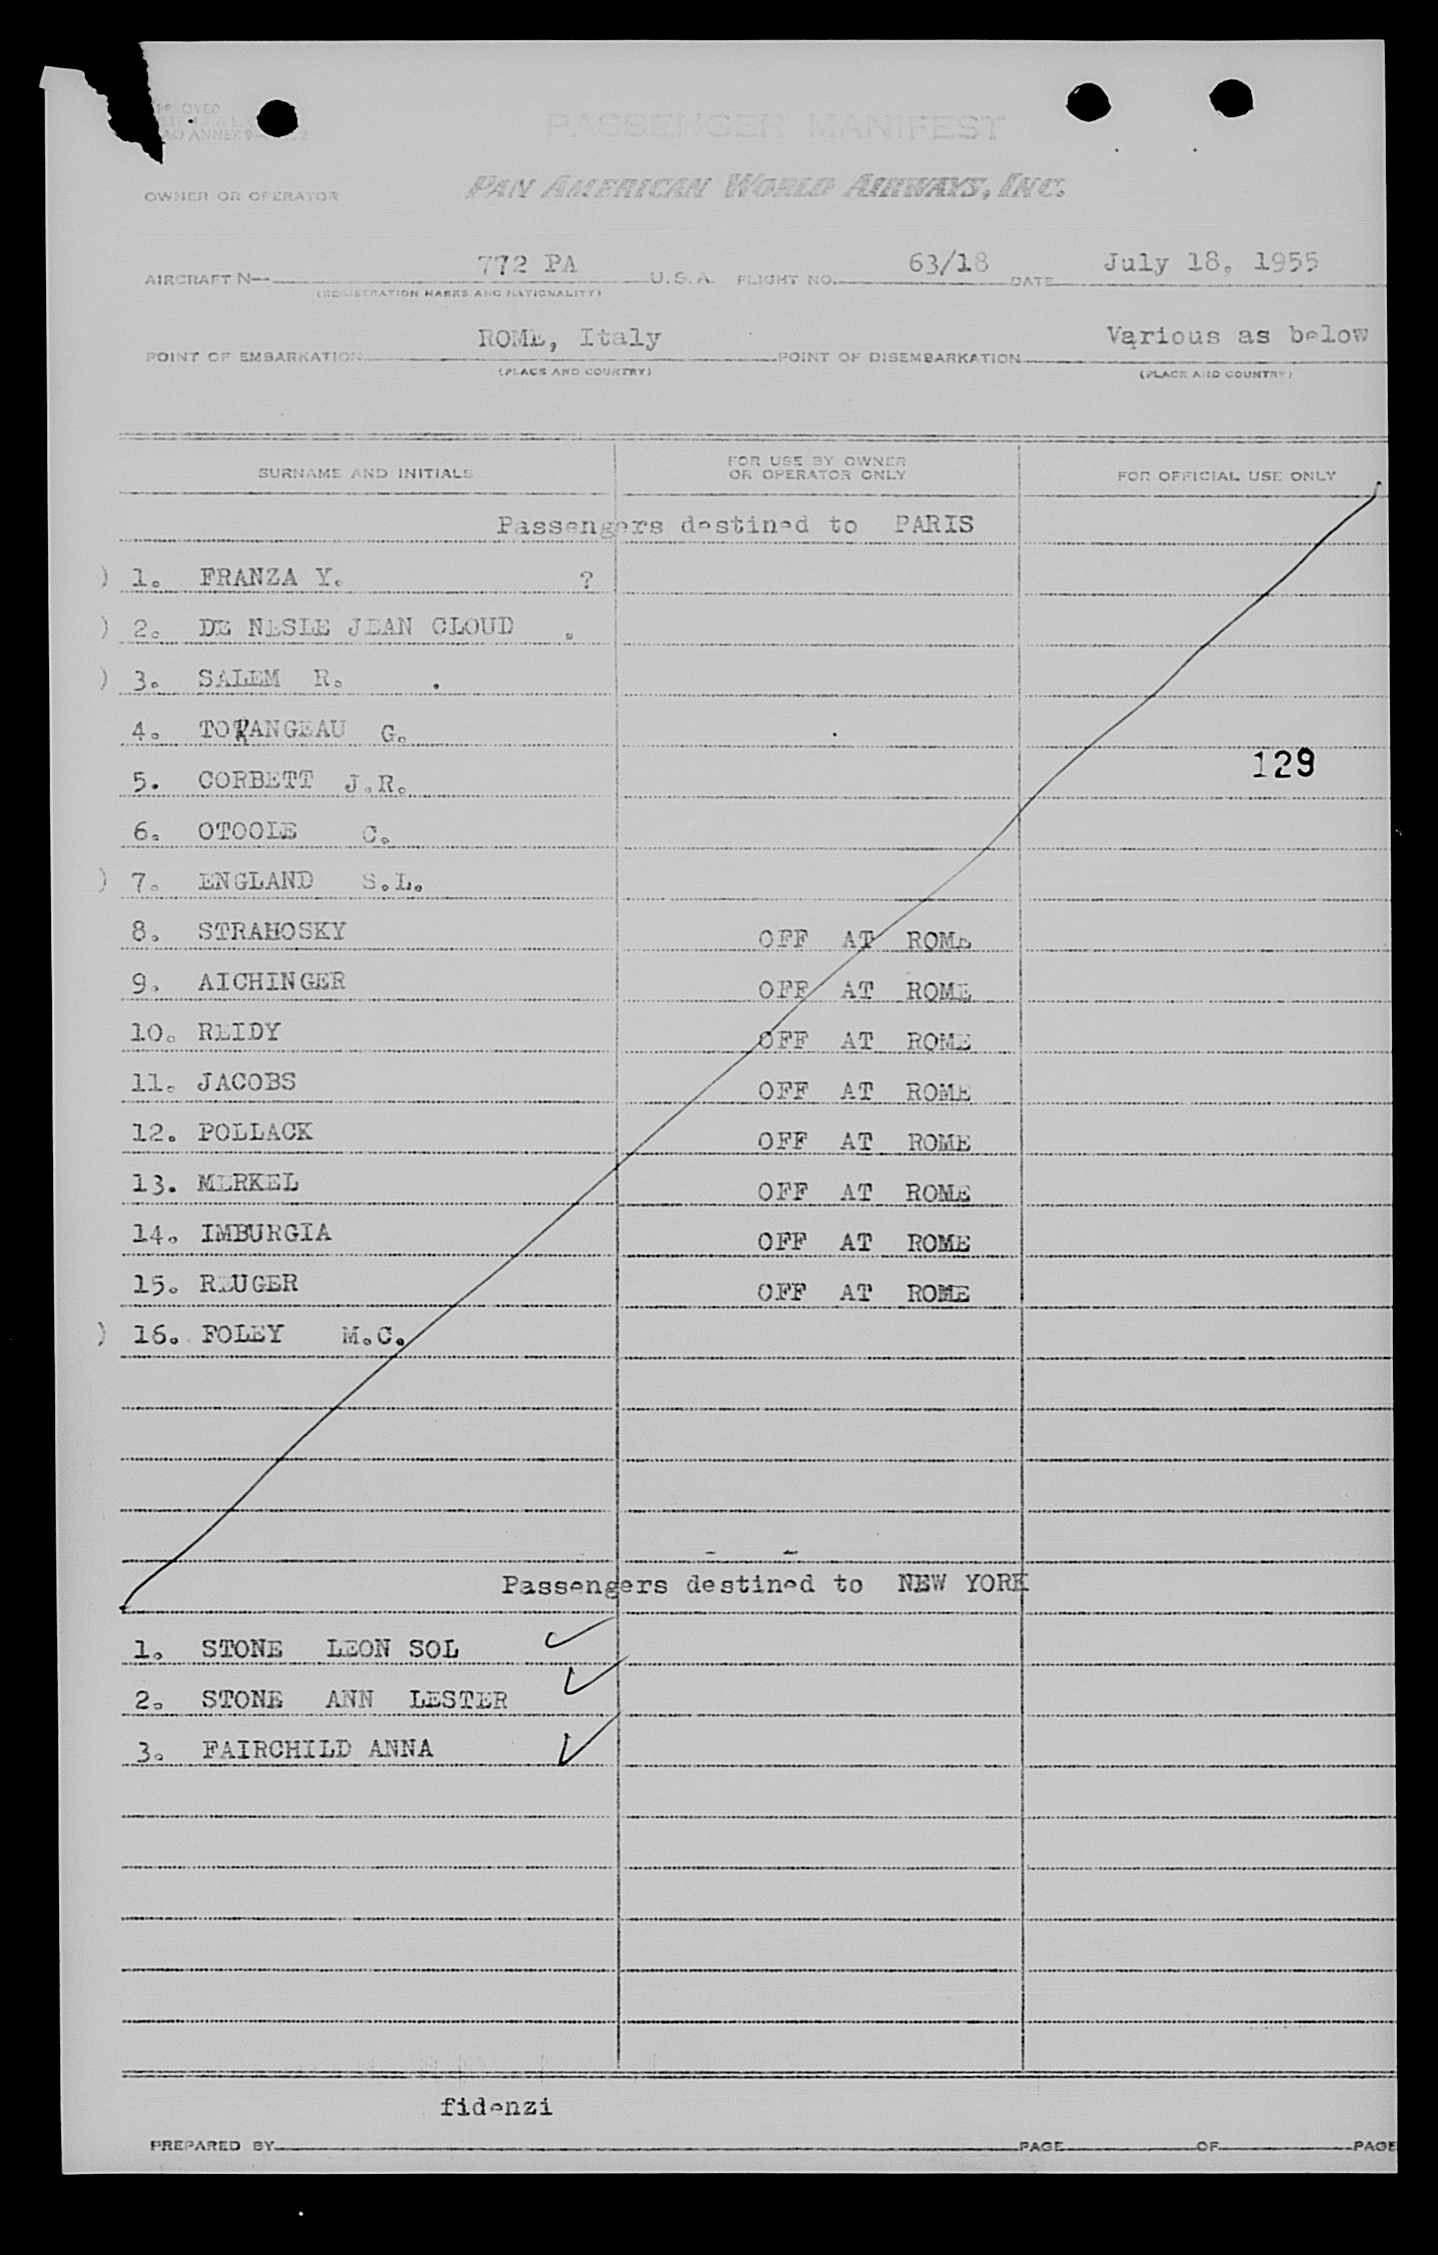 PASSENGER MANIFEST
AO ANNEX 9
OWNER OR OPERATOR PAN AMERICAN WORLD AIRWAYS, INC.
AIRCRAFT N— 772 PA U.S.A. FLIGHT NO. 63/18 DATE July 18, 1955
(REGISTRATION MARKS AND NATIONALITY)
POINT OF EMBARKATION ROME, Italy POINT OF DISEMBARKATION Various as below
(PLACE AND COUNTRY) (PLACE AND COUNTRY)
SURNAME AND INITIALS FOR USE BY OWNER OR OPERATOR ONLY FOR OFFICIAL USE ONLY
Passengers destined to PARIS
) 1. FRANZA Y. ?
) 2. DE NESLE JEAN CLOUD .
) 3. SALEM R. .
4. TORANGEAU G.
129
5. CORBETT J.R.
6. OTOOLE C.
) 7. ENGLAND S.L.
8. STRAHOSKY OFF AT ROME
9. AICHINGER OFF AT ROME
10. REIDY OFF AT ROME
11. JACOBS OFF AT ROME
12. POLLACK OFF AT ROME
13. MERKEL OFF AT ROME
14. IMBURGIA OFF AT ROME
15. REUGER OFF AT ROME
) 16. FOLEY M.C.
Passengers destined to NEW YORK
1. STONE LEON SOL
2. STONE ANN LESTER
3. FAIRCHILD ANNA
fidenzi
PREPARED BY PAGE OF PAGE